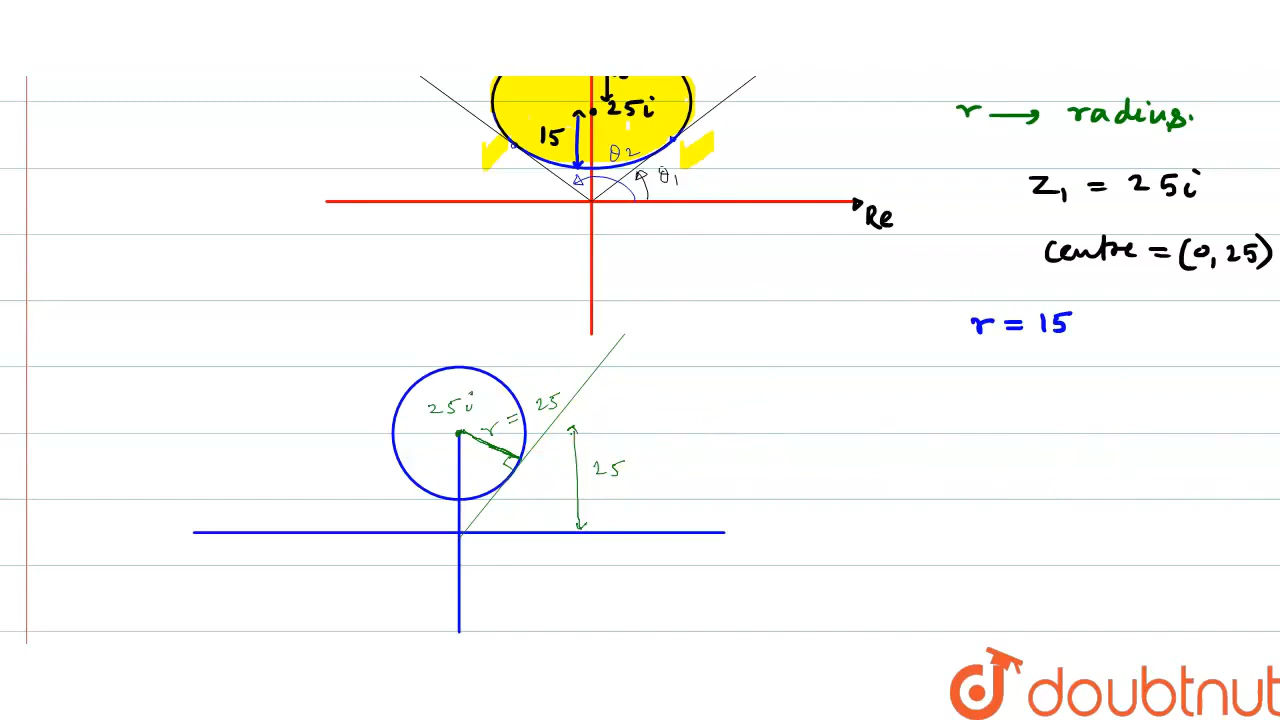 25i
15
θ2
θ1
Re
r → radius.
Z1 = 25i
Centre = (0, 25)
r = 15
25i
r = 25
25
doubtnut